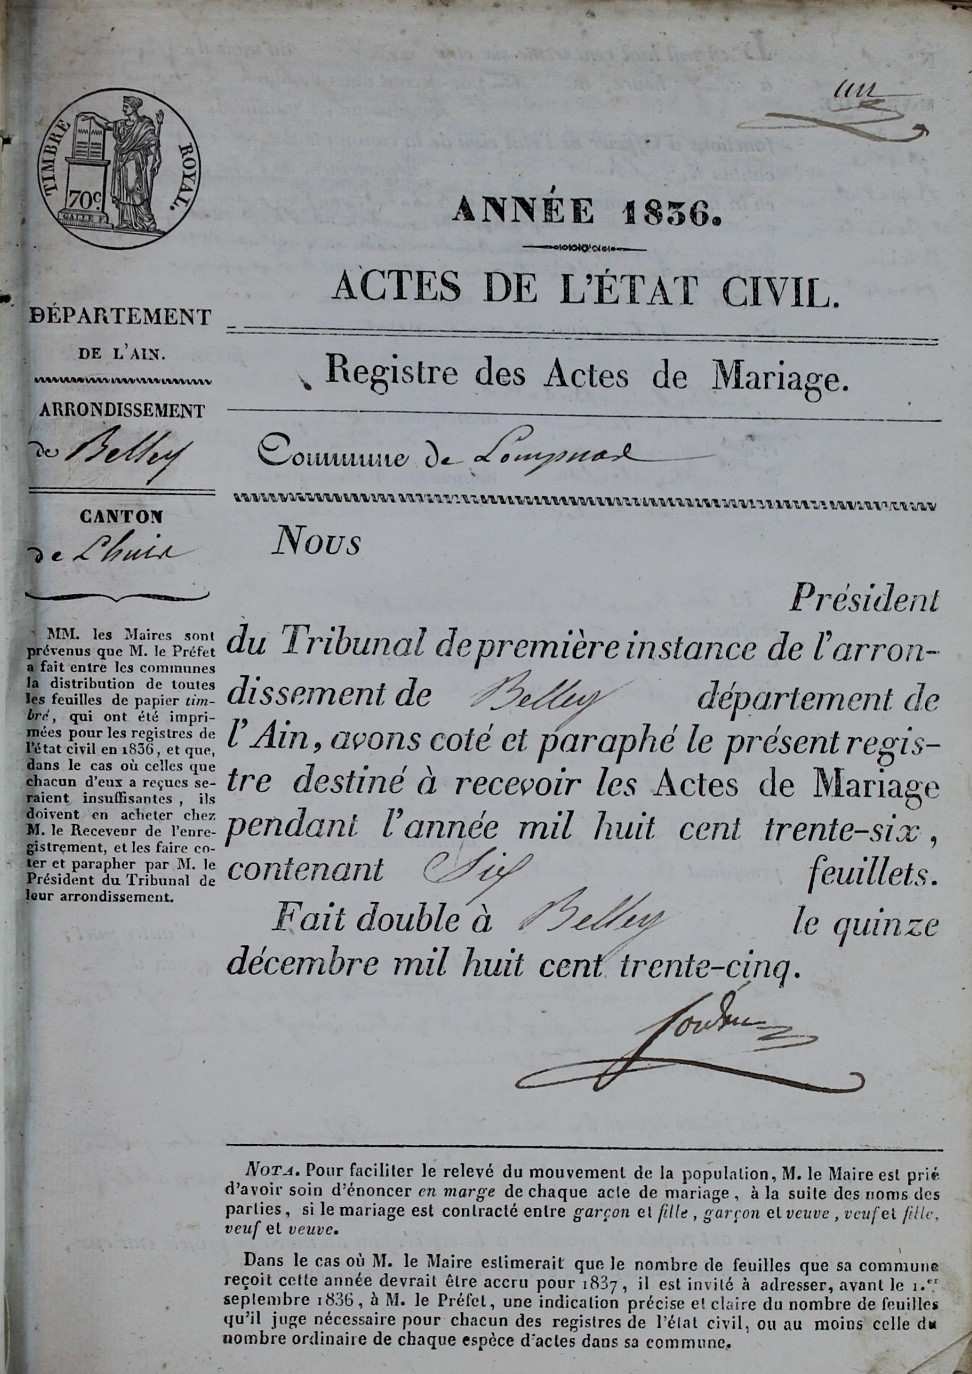 un
TIMBRE ROYAL.
70c.
ANNÉE 1836.
ACTES DE L'ÉTAT CIVIL.
Registre des Actes de Mariage.
Commune de Lompnas
DÉPARTEMENT
DE L'AIN.
ARRONDISSEMENT
de Belley
CANTON
de Lhuis
MM. les Maires sont
prévenus que M. le Préfet
a fait entre les communes
la distribution de toutes
les feuilles de papier tim-
bré, qui ont été impri-
mées pour les registres de
l'état civil en 1836, et que,
dans le cas où celles que
chacun d'eux a reçues se-
raient insuffisantes, ils
doivent en acheter chez
M. le Receveur de l'enre-
gistrement, et les faire co-
ter et parapher par M. le
Président du Tribunal de
leur arrondissement.
Nous
Président
du Tribunal de première instance de l'arron-
dissement de Belley département de
l'Ain, avons coté et paraphé le présent regis-
tre destiné à recevoir les Actes de Mariage
pendant l'année mil huit cent trente-six,
contenant Six feuillets.
Fait double à Belley le quinze
décembre mil huit cent trente-cinq.
NOTA. Pour faciliter le relevé du mouvement de la population, M. le Maire est prié
d'avoir soin d'énoncer en marge de chaque acte de mariage, à la suite des noms des
parties, si le mariage est contracté entre garçon et fille, garçon et veuve, veuf et fille,
veuf et veuve.
Dans le cas où M. le Maire estimerait que le nombre de feuilles que sa commune
reçoit cette année devrait être accru pour 1837, il est invité à adresser, avant le 1.er
septembre 1836, à M. le Préfet, une indication précise et claire du nombre de feuilles
qu'il juge nécessaire pour chacun des registres de l'état civil, ou au moins celle du
nombre ordinaire de chaque espèce d'actes dans sa commune.